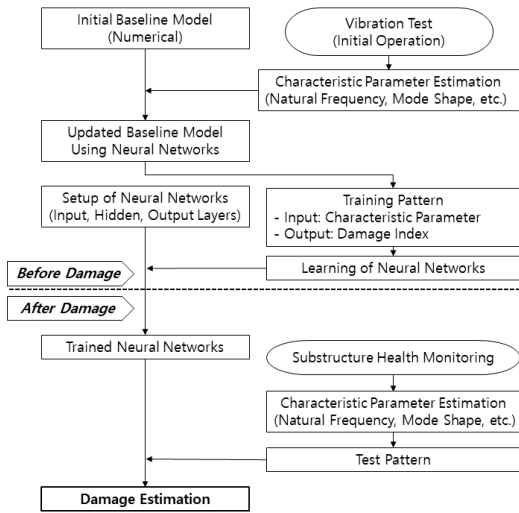 Initial Baseline Model
(Numerical)
Vibration Test
(Initial Operation)
Characteristic Parameter Estimation
(Natural Frequency, Mode Shape, etc.)
Updated Baseline Model
Using Neural Networks
Setup of Neural Networks
(Input, Hidden, Output Layers)
Training Pattern
- Input: Characteristic Parameter
- Output: Damage Index
Learning of Neural Networks
Before Damage
After Damage
Trained Neural Networks
Substructure Health Monitoring
Characteristic Parameter Estimation
(Natural Frequency, Mode Shape, etc.)
Test Pattern
Damage Estimation